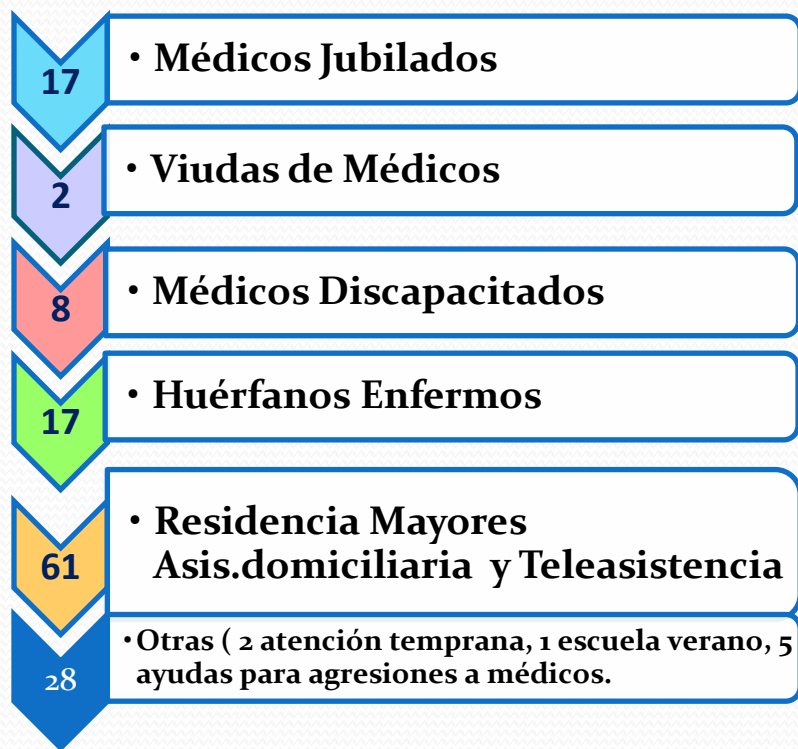 17
• Médicos Jubilados
2
• Viudas de Médicos
8
• Médicos Discapacitados
17
• Huérfanos Enfermos
61
• Residencia Mayores
Asis.domiciliaria y Teleasistencia
28
• Otras ( 2 atención temprana, 1 escuela verano, 5
ayudas para agresiones a médicos.